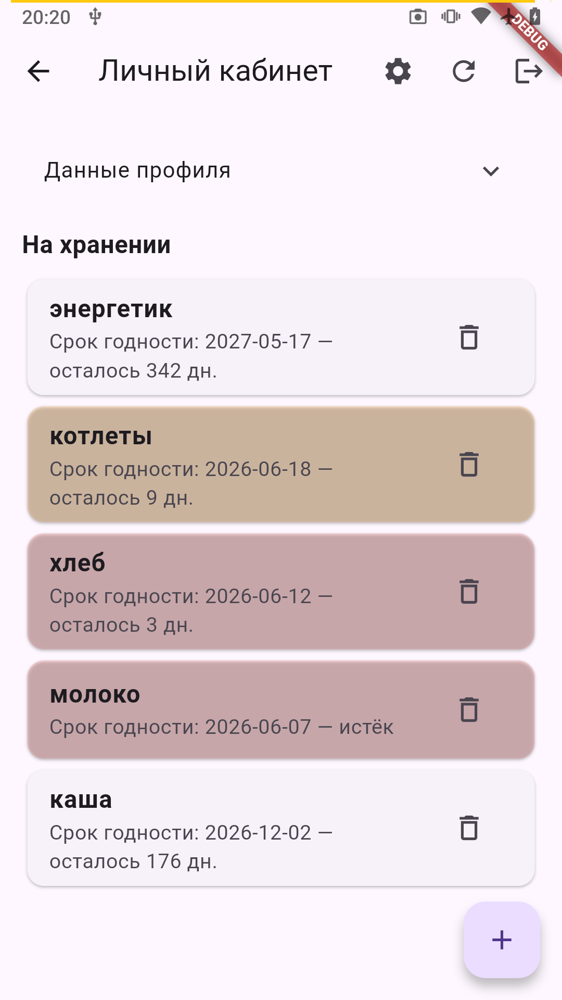 20:20
DEBUG
Личный кабинет
Данные профиля
На хранении
энергетик
Срок годности: 2027-05-17 —
осталось 342 дн.
котлеты
Срок годности: 2026-06-18 —
осталось 9 дн.
хлеб
Срок годности: 2026-06-12 —
осталось 3 дн.
молоко
Срок годности: 2026-06-07 — истёк
каша
Срок годности: 2026-12-02 —
осталось 176 дн.